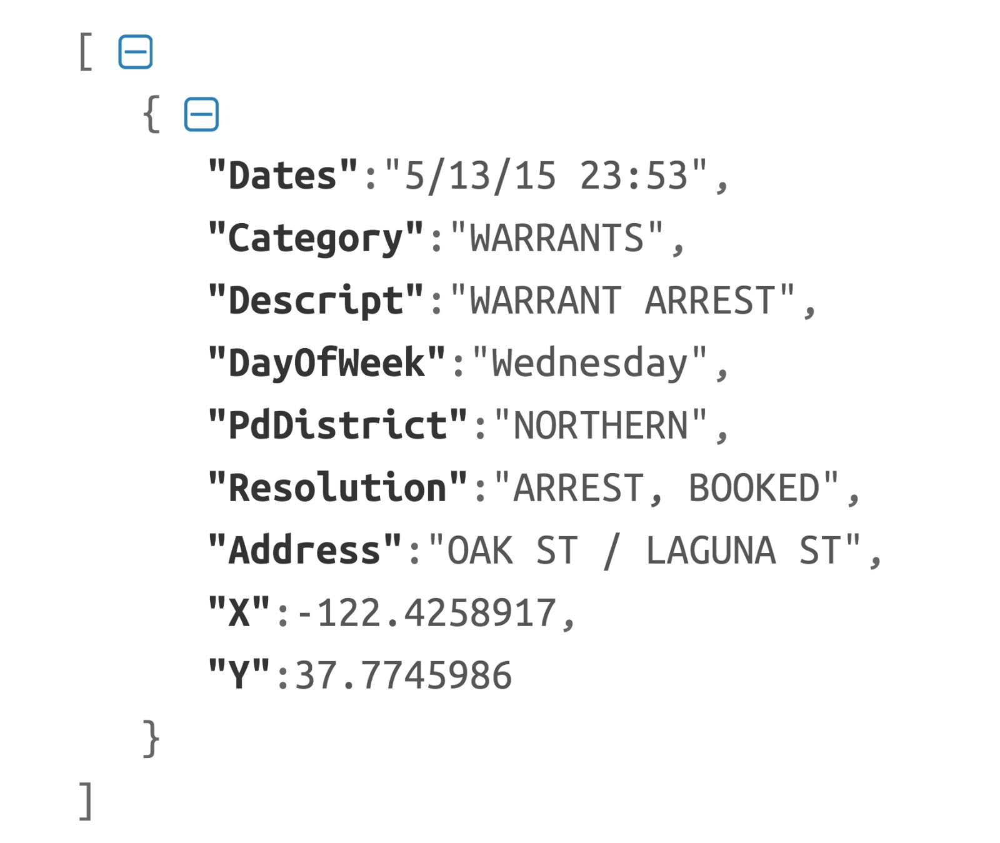 [
{
"Dates":"5/13/15 23:53",
"Category":"WARRANTS",
"Descript":"WARRANT ARREST",
"DayOfWeek":"Wednesday",
"PdDistrict":"NORTHERN",
"Resolution":"ARREST, BOOKED",
"Address":"OAK ST / LAGUNA ST",
"X":-122.4258917,
"Y":37.7745986
}
]